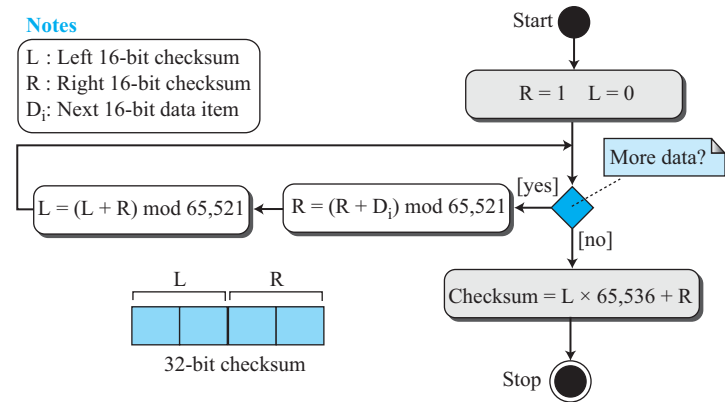 Notes
L : Left 16-bit checksum
R : Right 16-bit checksum
Dᵢ: Next 16-bit data item
Start
R = 1 L = 0
More data?
[yes]
L = (L + R) mod 65,521
R = (R + Dᵢ) mod 65,521
[no]
L R
Checksum = L × 65,536 + R
32-bit checksum
Stop